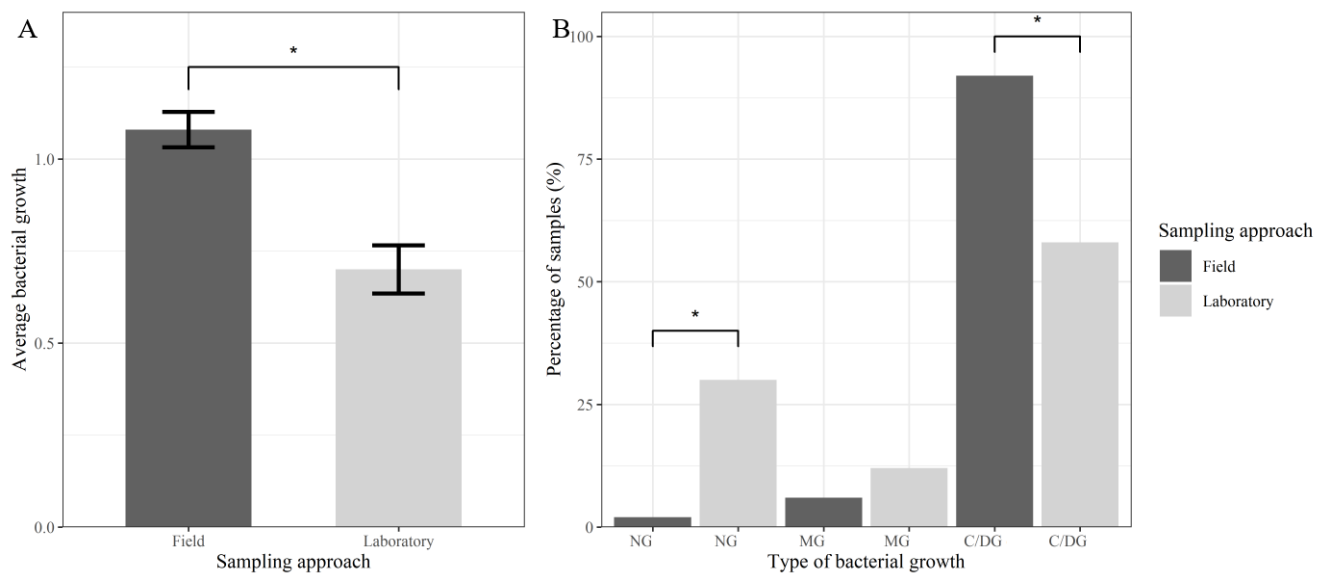 A
*
Average bacterial growth
1.0
0.5
0.0
Field Laboratory
Sampling approach
B
*
*
Percentage of samples (%)
100
75
50
25
0
NG NG MG MG C/DG C/DG
Type of bacterial growth
Sampling approach
Field
Laboratory